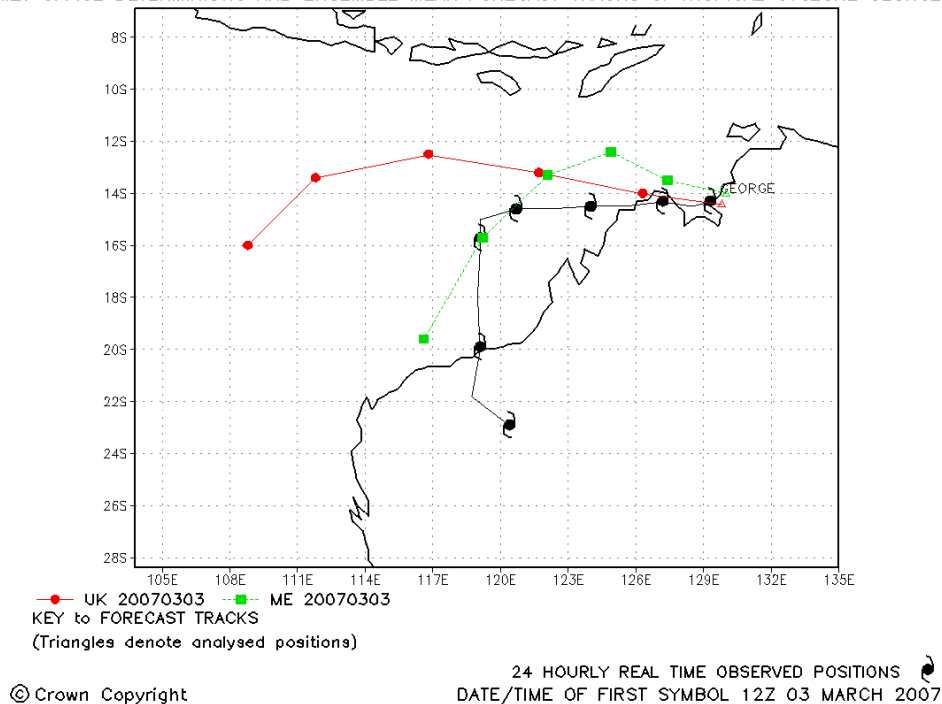 8S
10S
12S
14S
16S
18S
20S
22S
24S
26S
28S
EORGE
105E 108E 111E 114E 117E 120E 123E 126E 129E 132E 135E
UK 20070303 ME 20070303
KEY to FORECAST TRACKS
(Triangles denote analysed positions)
24 HOURLY REAL TIME OBSERVED POSITIONS
© Crown Copyright
DATE/TIME OF FIRST SYMBOL 12Z 03 MARCH 2007